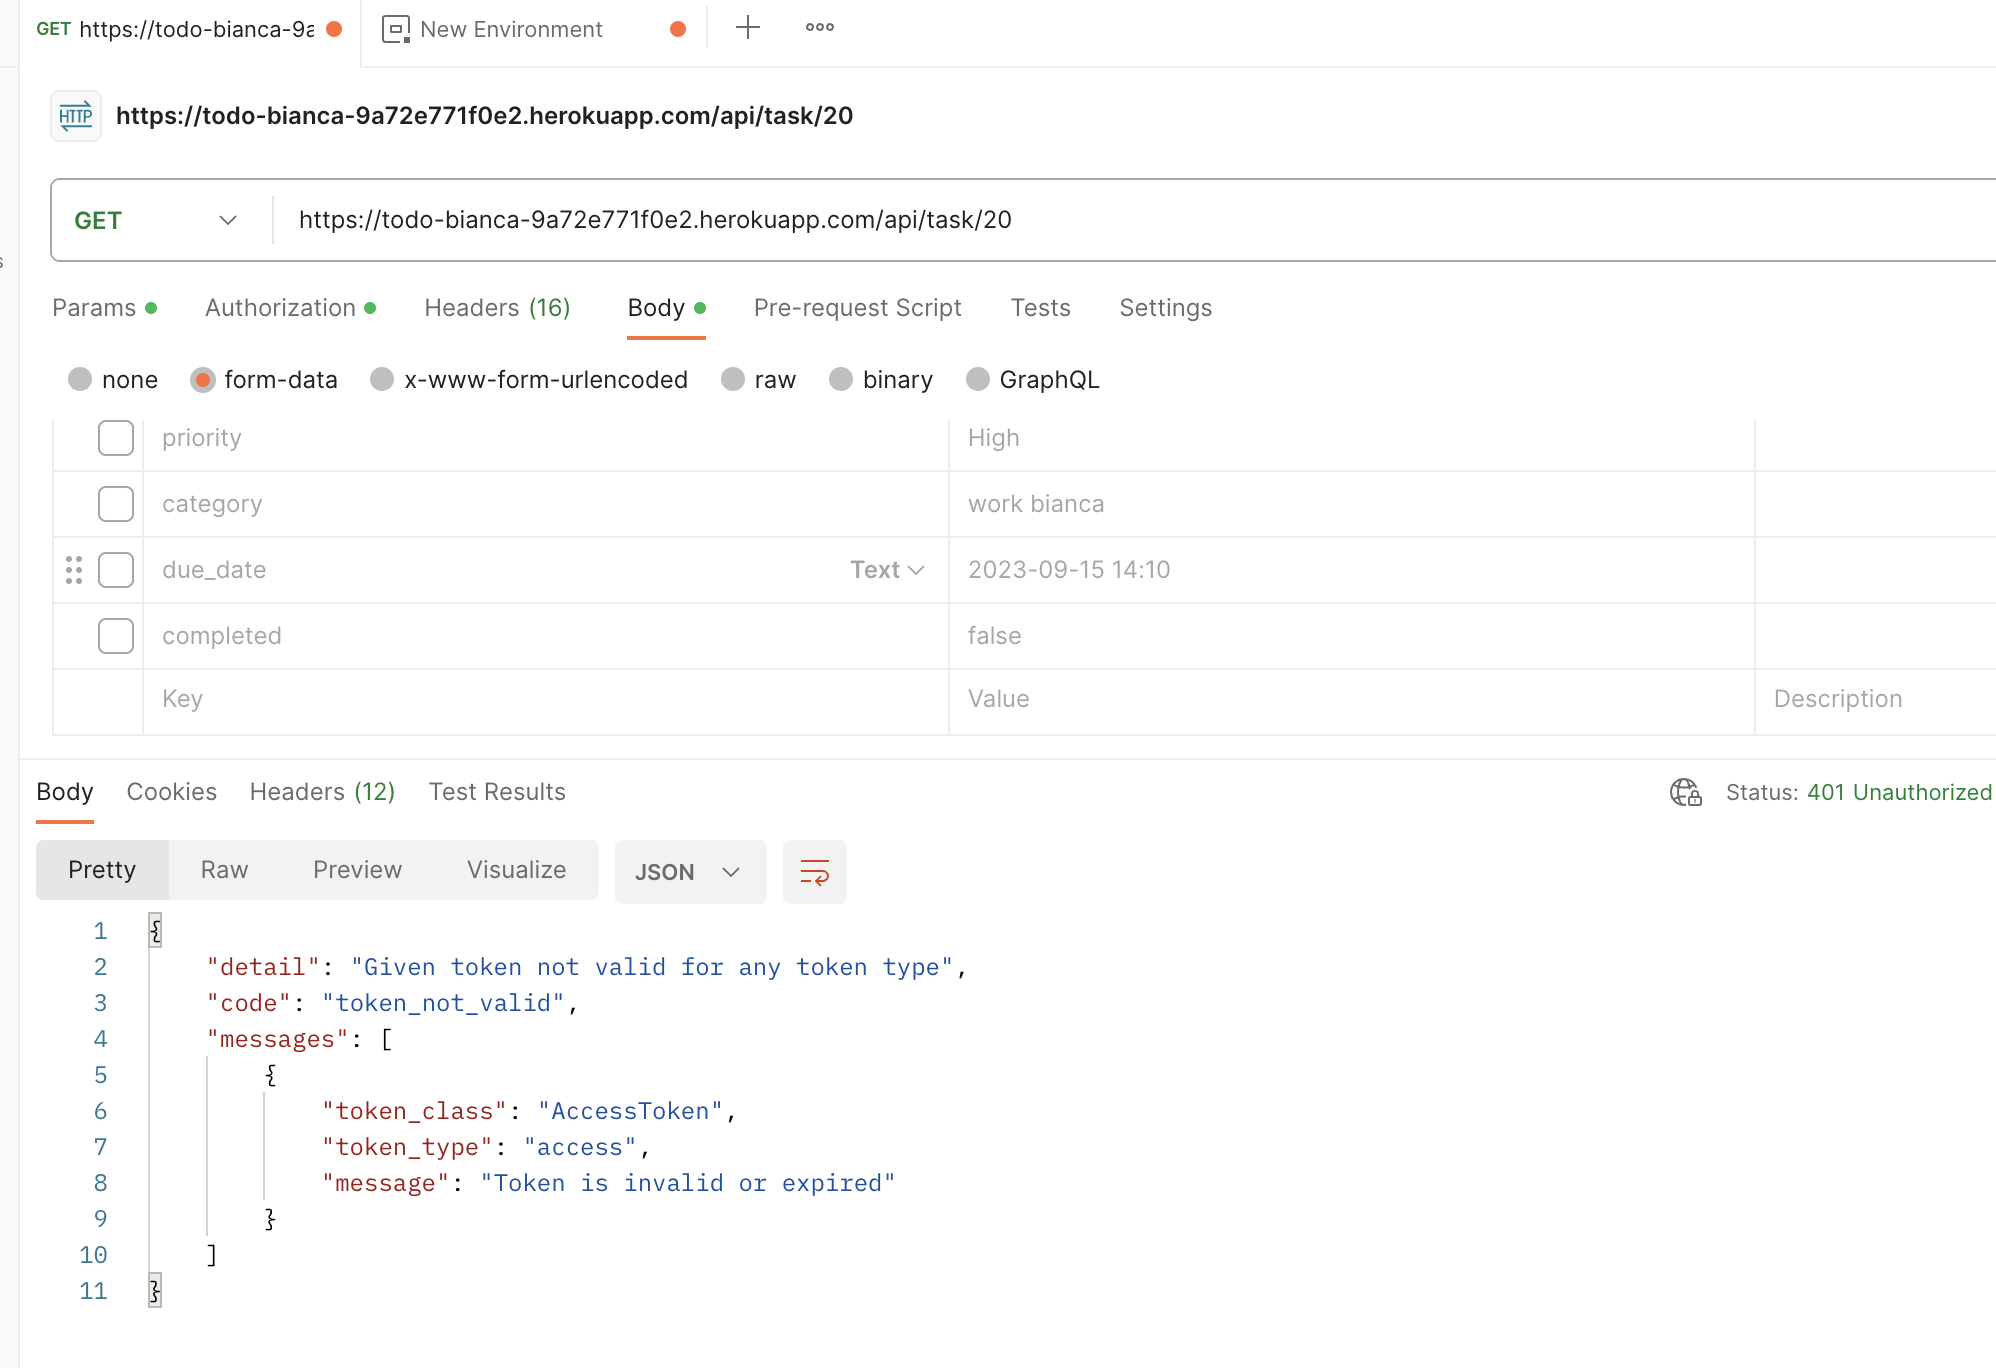 GET https://todo-bianca-9a
New Environment
HTTP https://todo-bianca-9a72e771f0e2.herokuapp.com/api/task/20
GET https://todo-bianca-9a72e771f0e2.herokuapp.com/api/task/20
Params Authorization Headers (16) Body Pre-request Script Tests Settings
none form-data x-www-form-urlencoded raw binary GraphQL
priority High
category work bianca
due_date Text 2023-09-15 14:10
completed false
Key Value Description
Body Cookies Headers (12) Test Results Status: 401 Unauthorized
Pretty Raw Preview Visualize JSON
1 {
2 "detail": "Given token not valid for any token type",
3 "code": "token_not_valid",
4 "messages": [
5 {
6 "token_class": "AccessToken",
7 "token_type": "access",
8 "message": "Token is invalid or expired"
9 }
10 ]
11 }